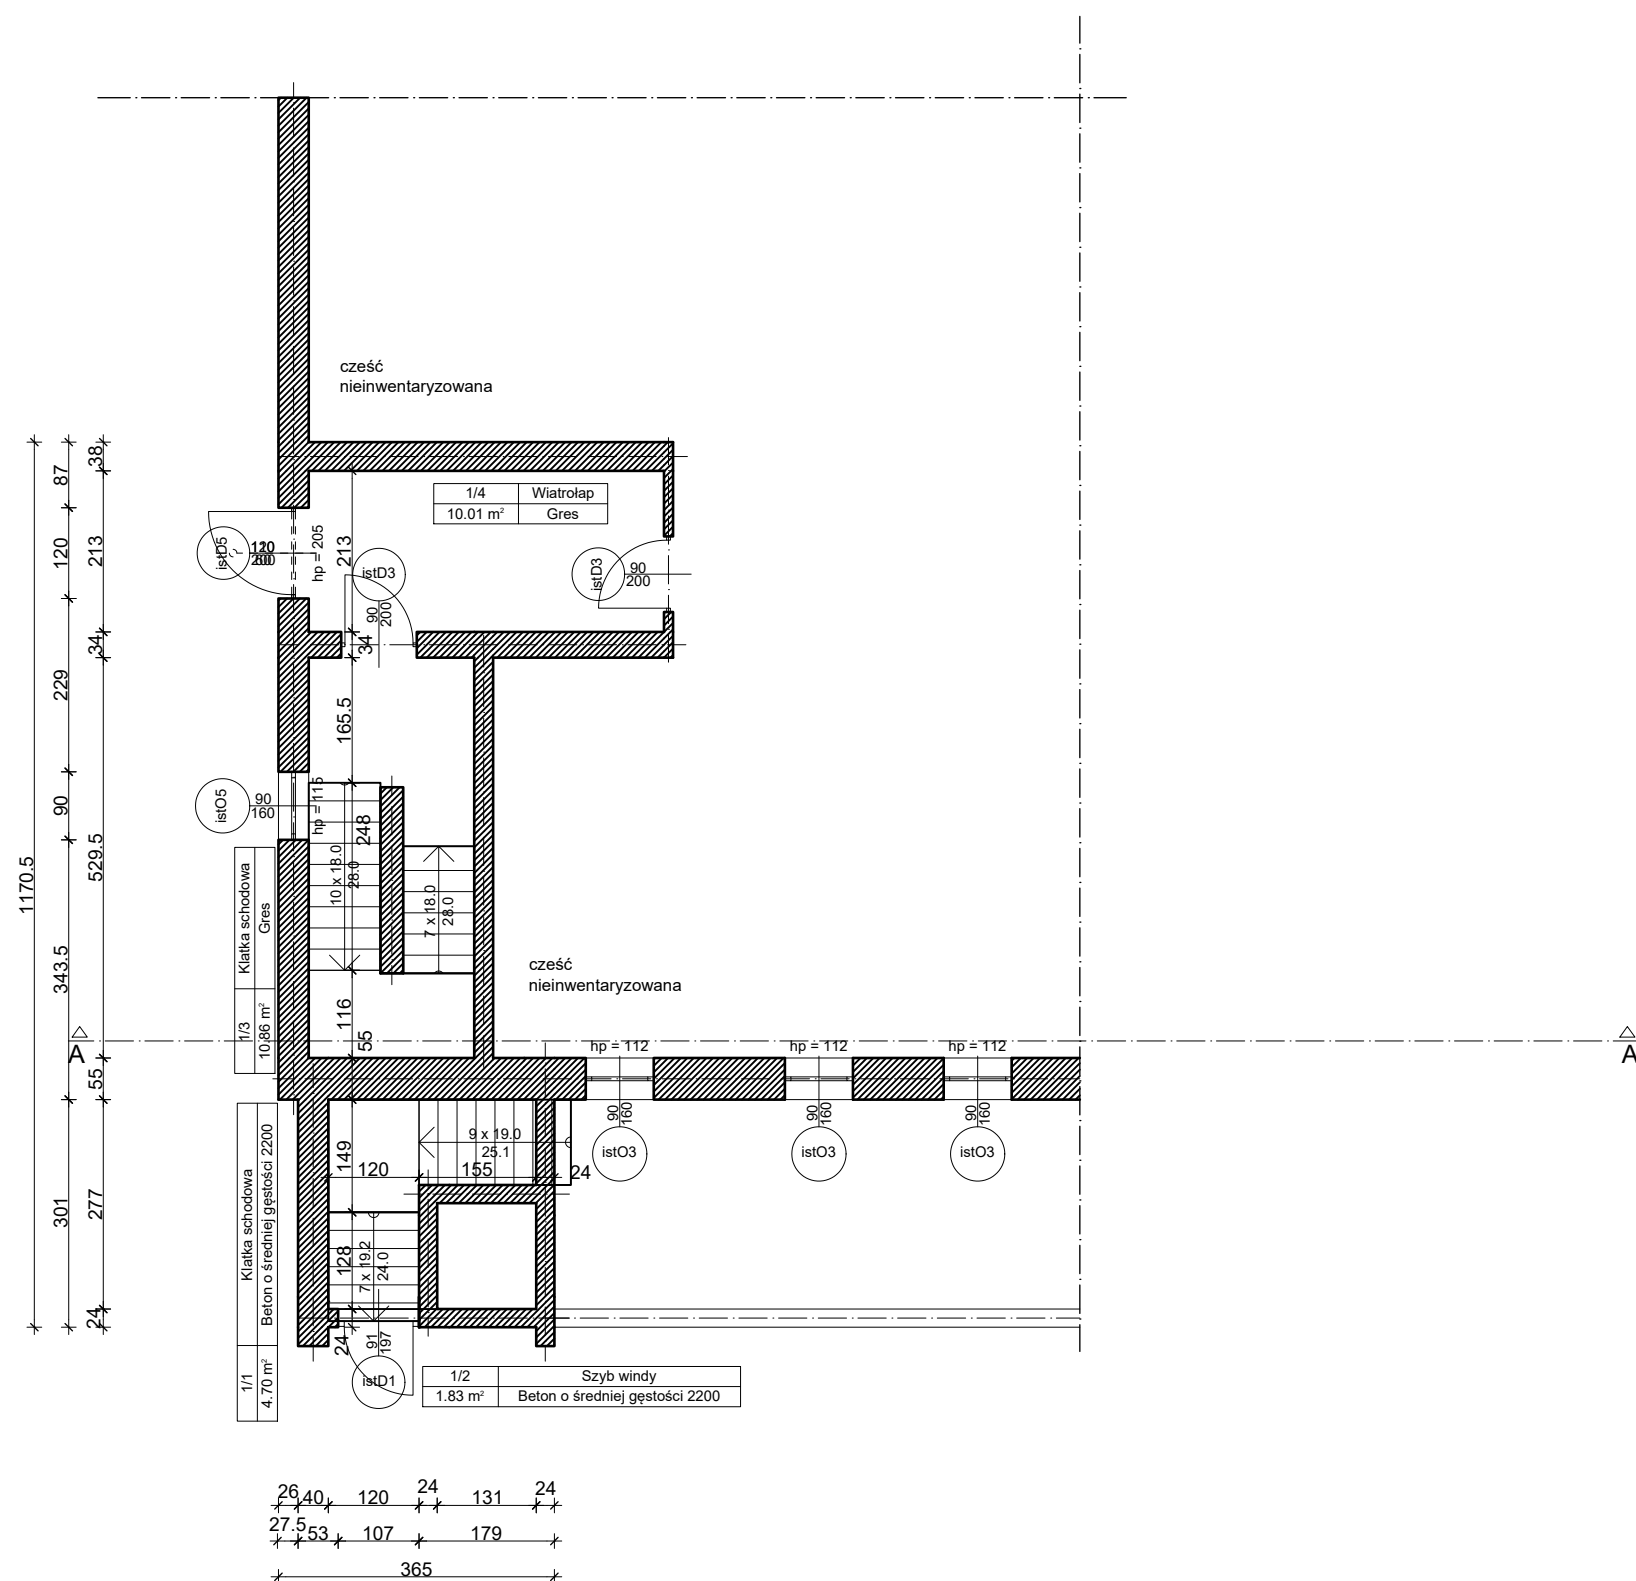 cześć
nieinwentaryzowana
1/4 Wiatrołap
10.01 m² Gres
istD5
hp = 205
istD3
90
200
213
34
istD3
90
200
38
87
120
213
34
229
90
529.5
1170.5
343.5
55
301
277
24
165.5
istO5
90
160
hp = 115
248
10 x 18.0
28.0
7 x 18.0
28.0
1/3 Klatka schodowa
10.86 m² Gres
116
55
cześć
nieinwentaryzowana
A
A
hp = 112
hp = 112
hp = 112
90
160
90
160
90
160
istO3
istO3
istO3
149
9 x 19.0
25.1
120
155
24
1/1 Klatka schodowa
4.70 m² Beton o średniej gęstości 2200
128
7 x 19.2
24.0
24
91
197
istD1
1/2 Szyb windy
1.83 m² Beton o średniej gęstości 2200
26 40 120 24 131 24
27.5 53 107 179
365